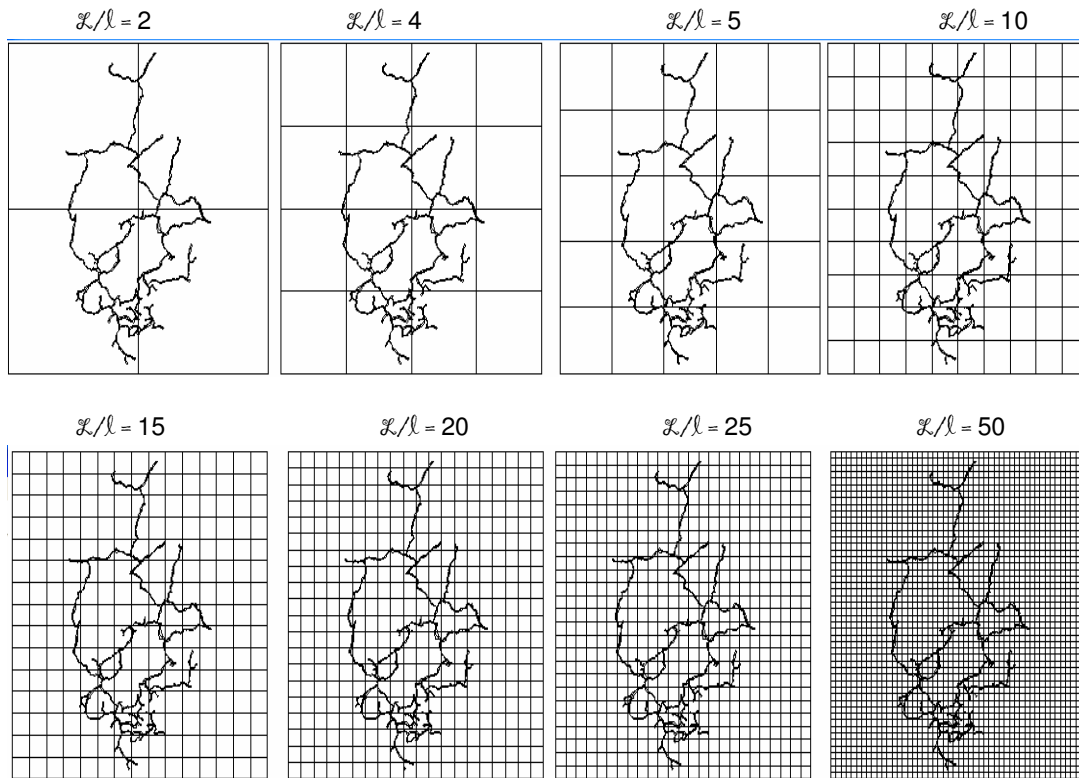 ℒ/ℓ = 2 ℒ/ℓ = 4 ℒ/ℓ = 5 ℒ/ℓ = 10
ℒ/ℓ = 15 ℒ/ℓ = 20 ℒ/ℓ = 25 ℒ/ℓ = 50